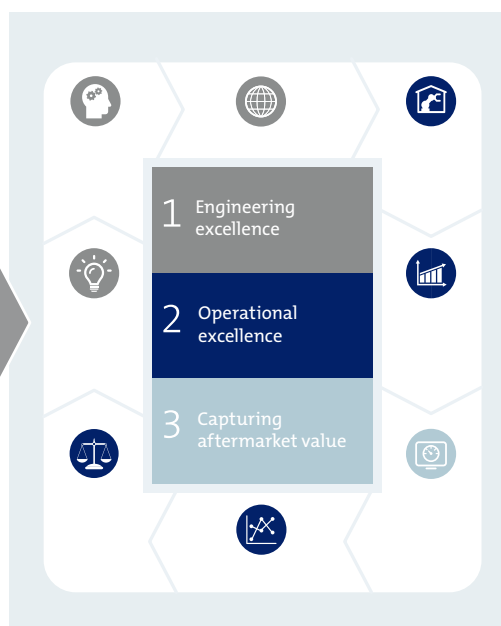 1 Engineering
excellence
2 Operational
excellence
3 Capturing
aftermarket value